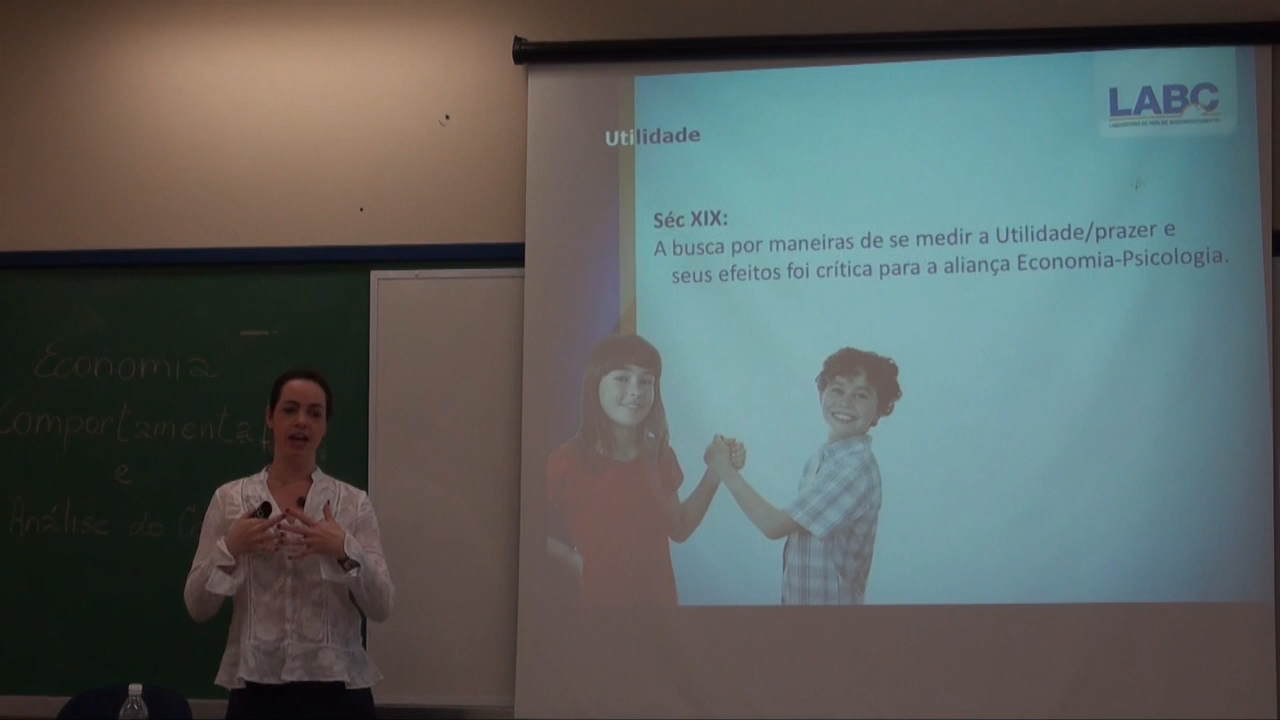 LABC
Utilidade
Séc XIX:
A busca por maneiras de se medir a Utilidade/prazer e
seus efeitos foi crítica para a aliança Economia-Psicologia.
Economia
Comportamental
e
Análise do